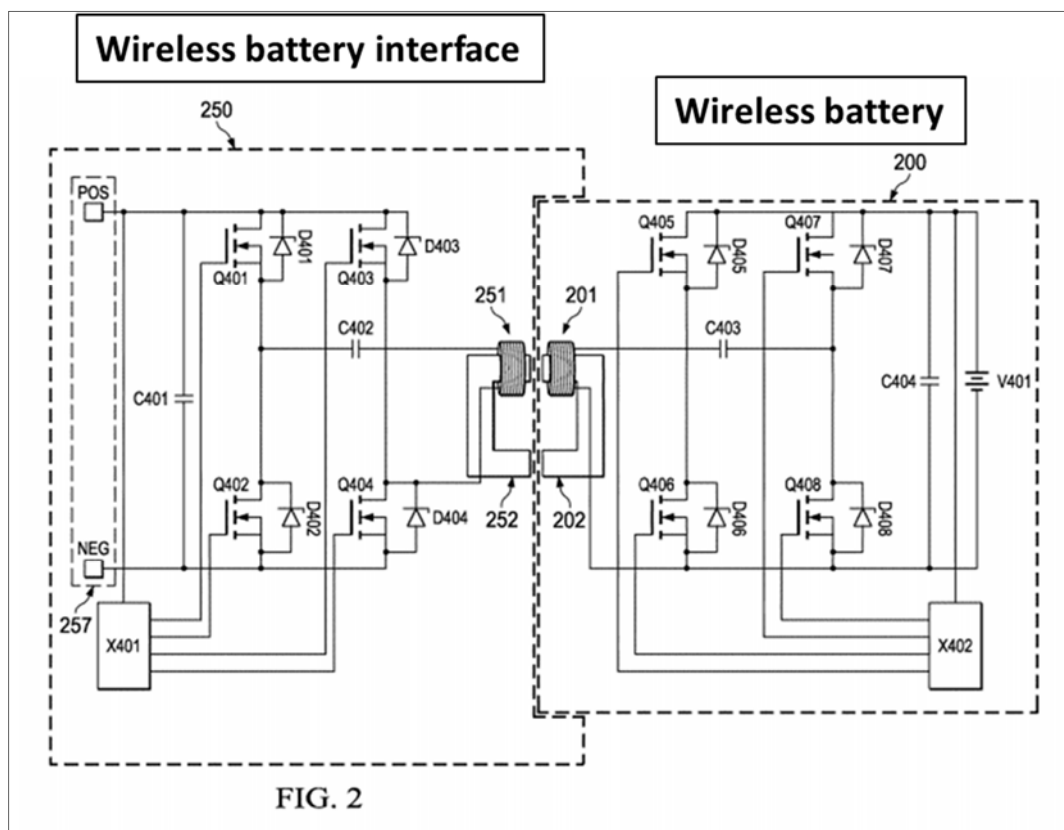 Wireless battery interface
Wireless battery
250
200
POS
Q401
D401
Q403
D403
Q405
D405
Q407
D407
251
201
C402
C403
C401
C404
V401
Q402
D402
Q404
D404
252
202
Q406
D406
Q408
D408
NEG
257
X401
X402
FIG. 2